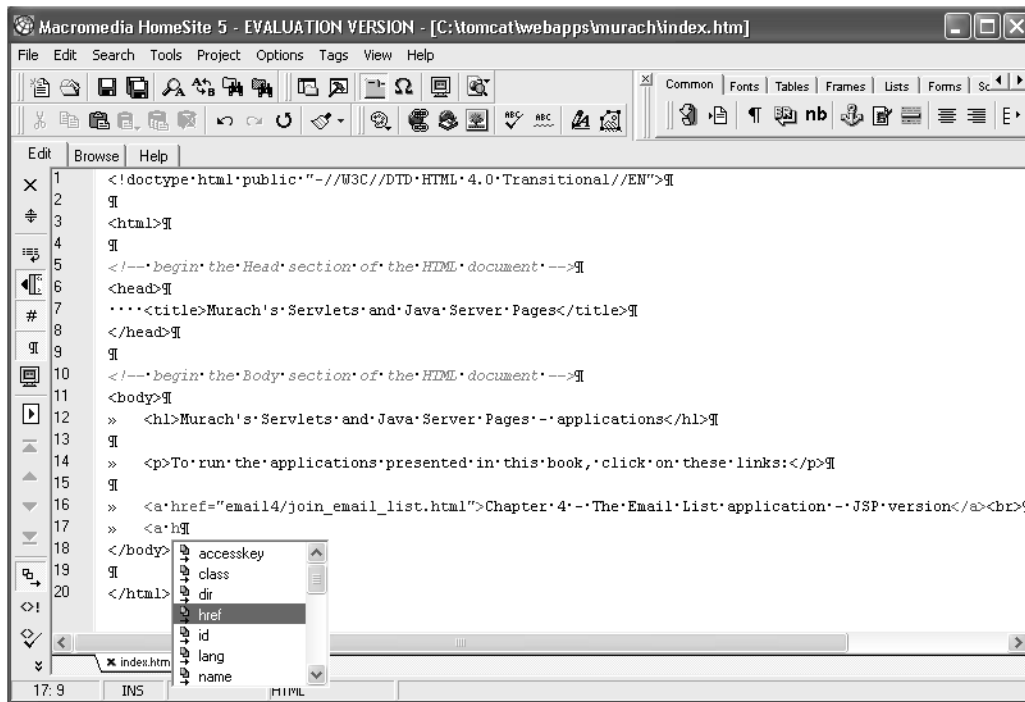 Macromedia HomeSite 5 - EVALUATION VERSION - [C:\tomcat\webapps\murach\index.htm]
File Edit Search Tools Project Options Tags View Help
Common Fonts Tables Frames Lists Forms Sc
ABC ABC nb
Edit Browse Help
1 <!doctype·html·public·"-//W3C//DTD·HTML·4.0·Transitional//EN">¶
2 ¶
3 <html>¶
4 ¶
5 <!--·begin·the·Head·section·of·the·HTML·document·-->¶
6 <head>¶
7 ····<title>Murach's·Servlets·and·Java·Server·Pages</title>¶
8 </head>¶
9 ¶
10 <!--·begin·the·Body·section·of·the·HTML·document·-->¶
11 <body>¶
12 » <h1>Murach's·Servlets·and·Java·Server·Pages·-·applications</h1>¶
13 ¶
14 » <p>To·run·the·applications·presented·in·this·book,·click·on·these·links:</p>¶
15 ¶
16 » <a·href="email4/join_email_list.html">Chapter·4·-·The·Email·List·application·-·JSP·version</a><br>¶
17 » <a·h¶
18 </body>
19 ¶
20 </html>
accesskey
class
dir
href
id
lang
name
index.htm
17: 9 INS HTML